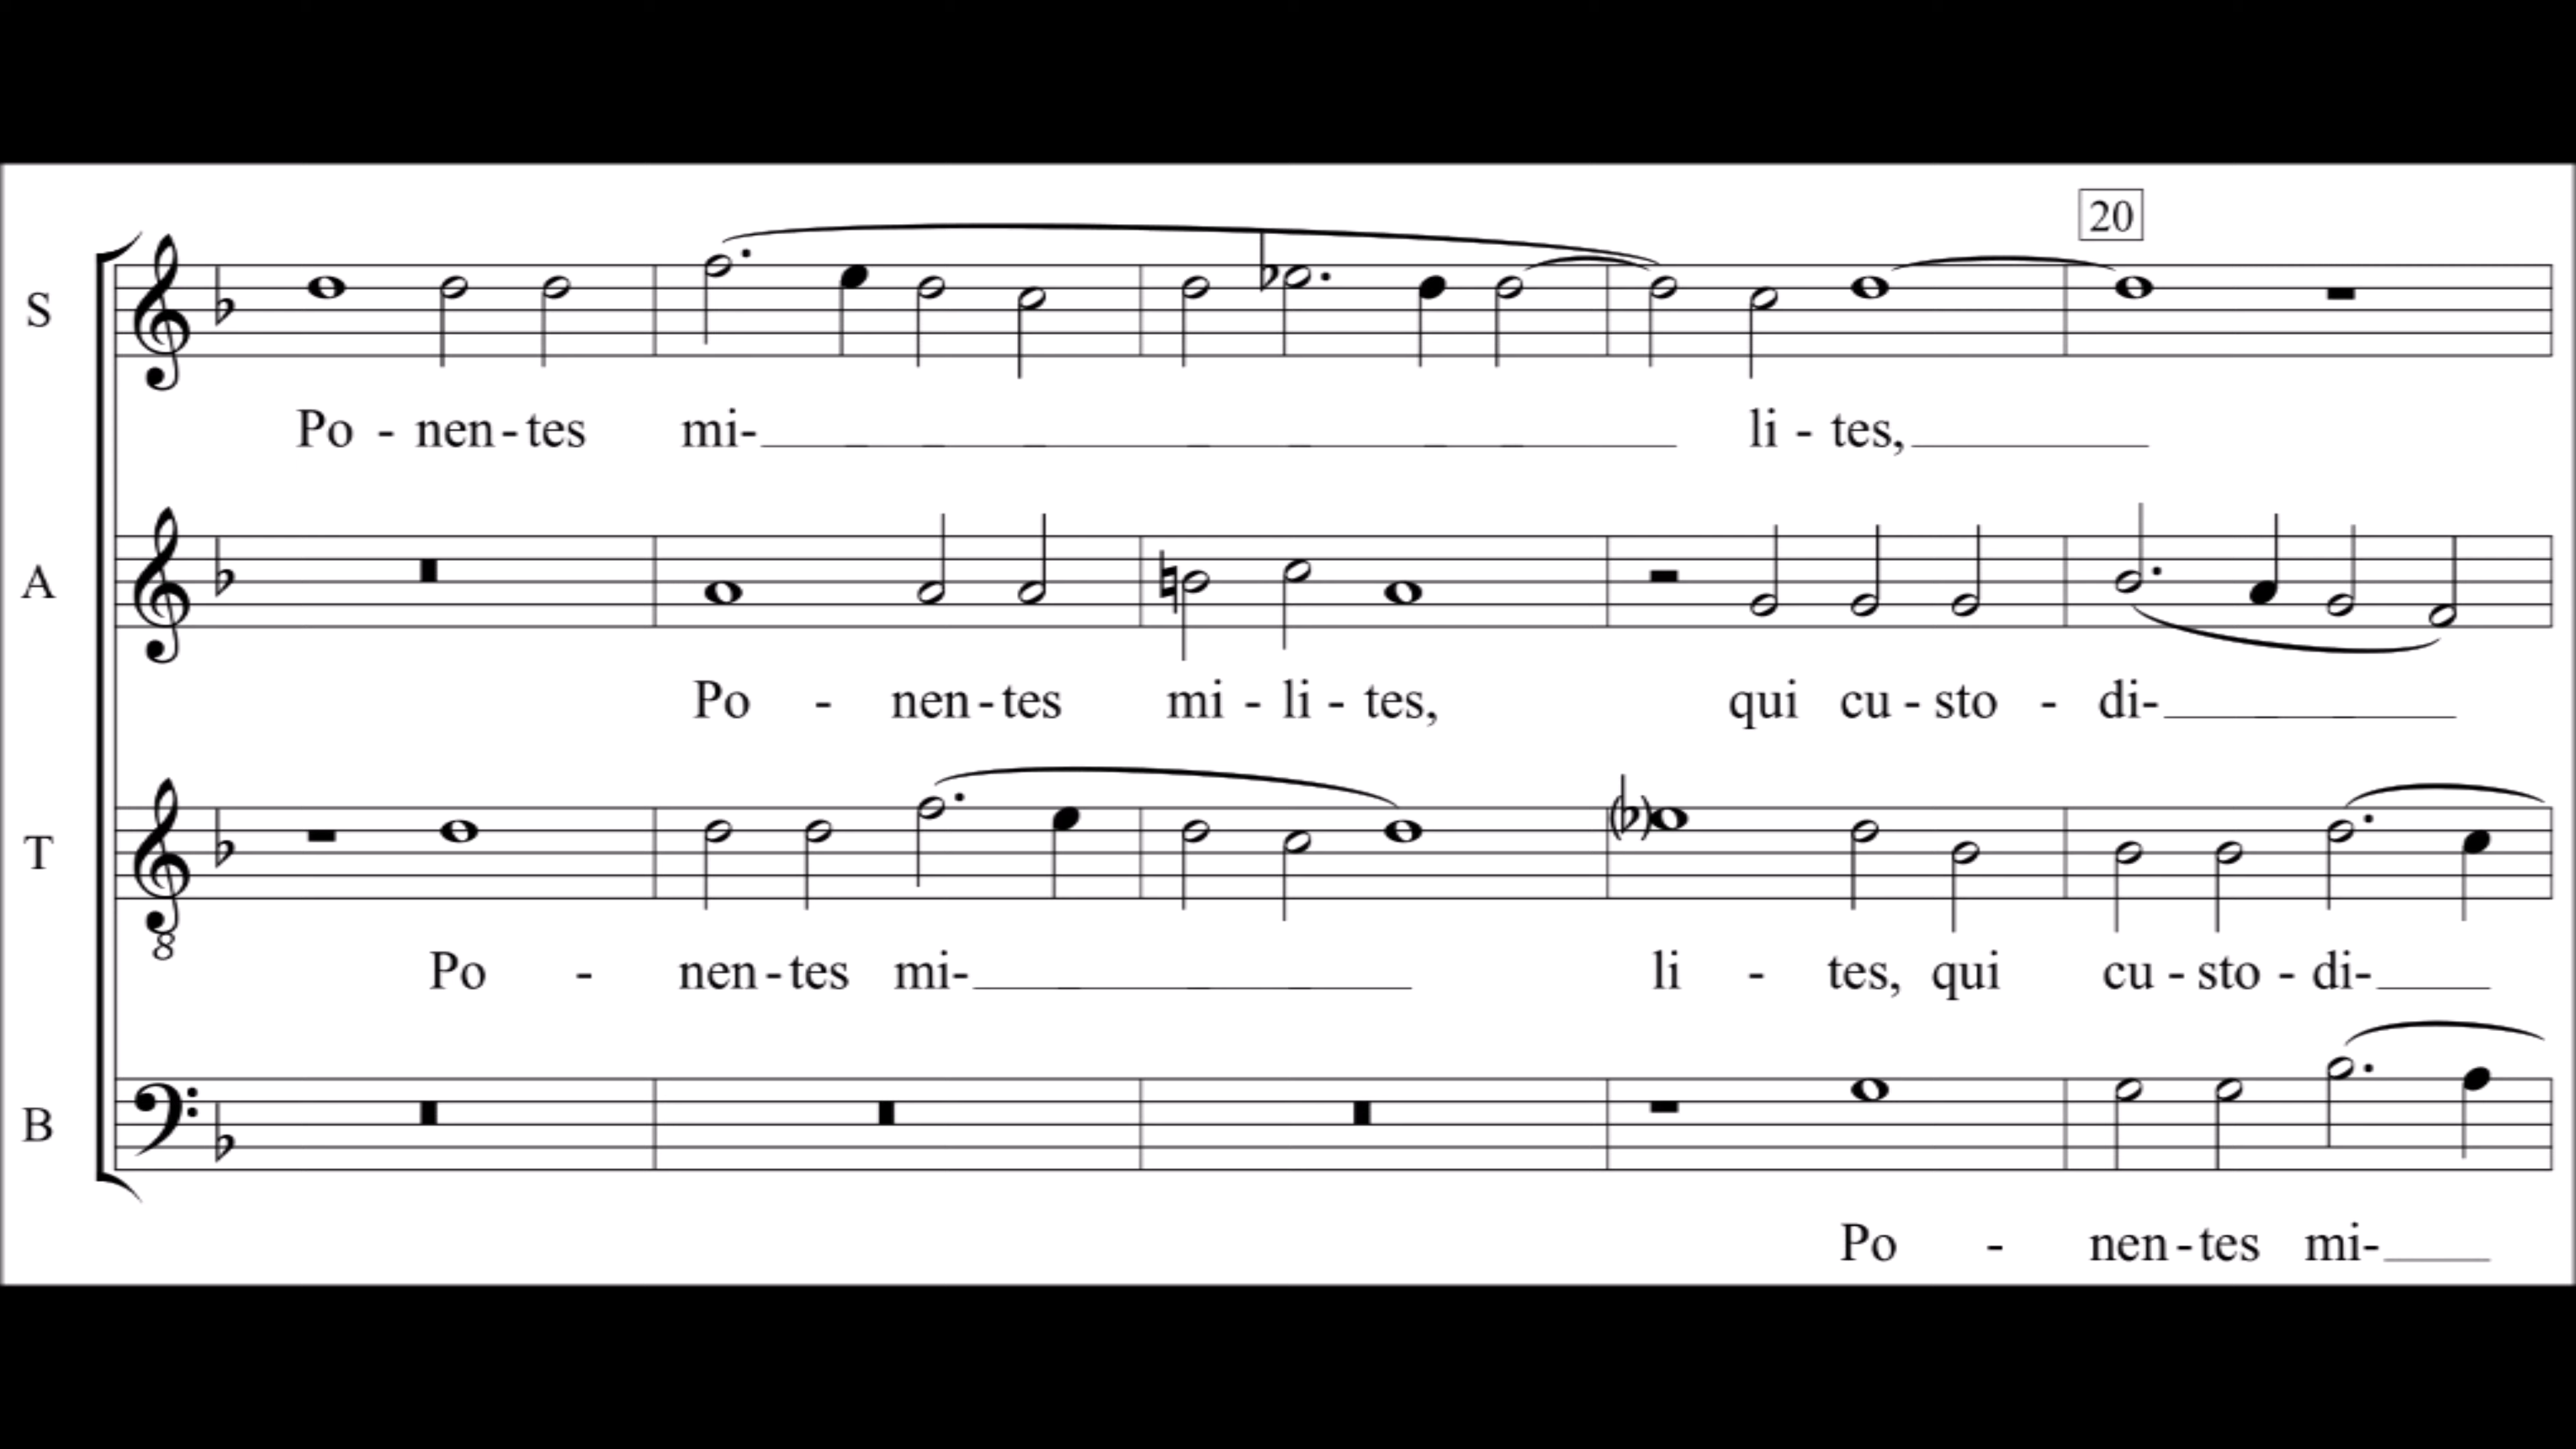 20
S
Po - nen - tes mi- li - tes,
A
Po - nen - tes mi - li - tes, qui cu - sto - di-
T
8
Po - nen - tes mi- li - tes, qui cu - sto - di-
B
Po - nen - tes mi-